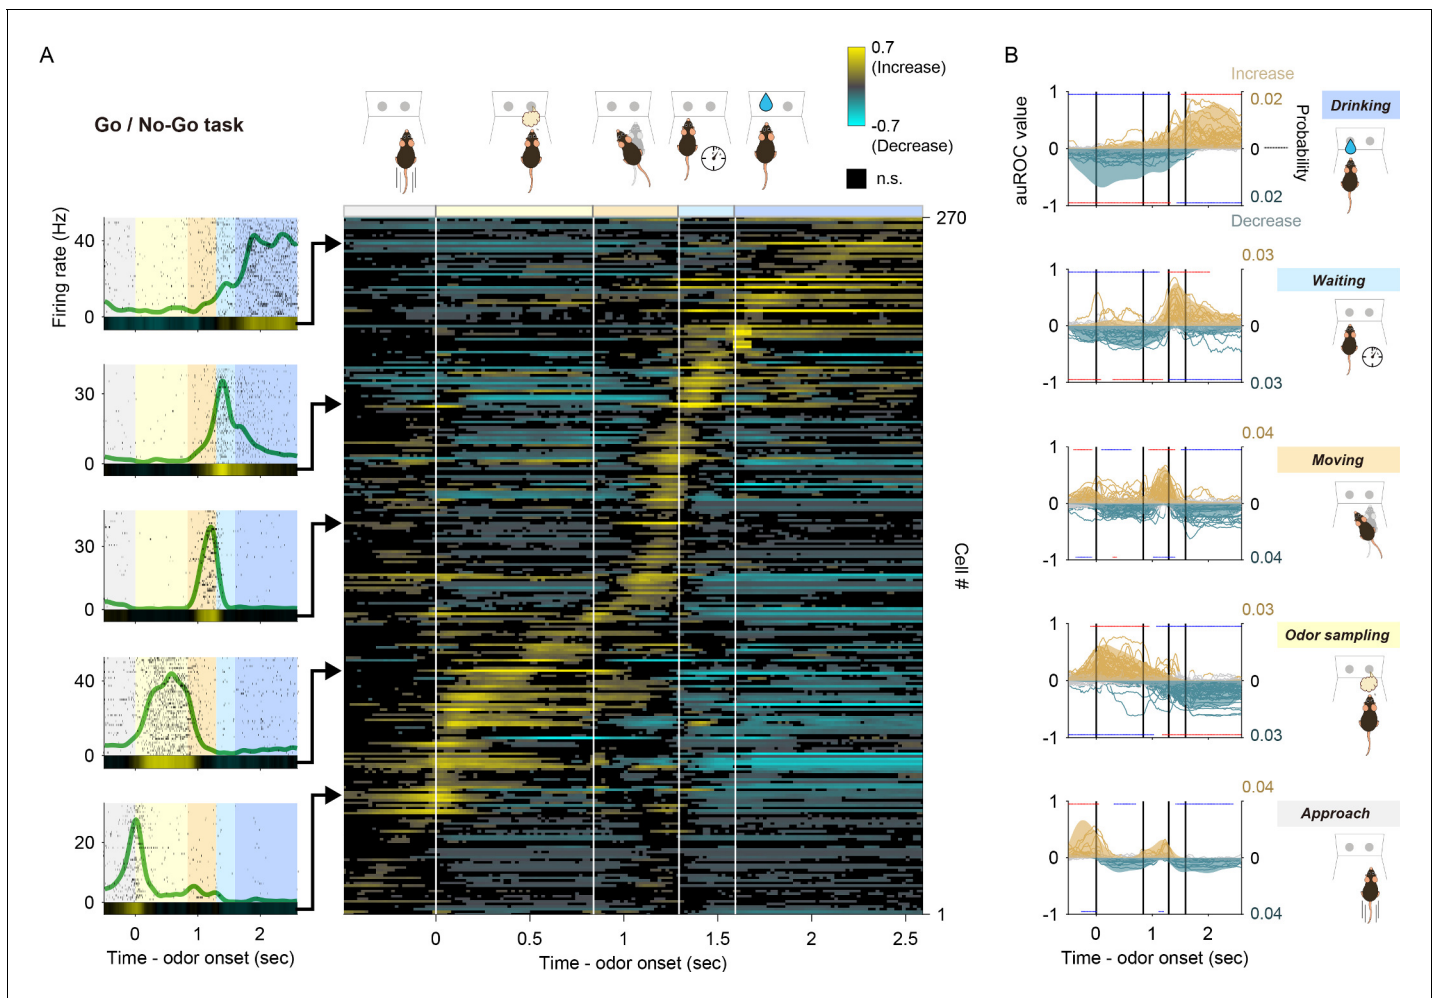 A
Go / No-Go task
0.7
(Increase)
-0.7
(Decrease)
n.s.
Firing rate (Hz)
40
0
30
0
30
0
40
0
20
0
0 1 2
Time - odor onset (sec)
270
Cell #
1
0 0.5 1 1.5 2 2.5
Time - odor onset (sec)
B
Increase
auROC value
1
0
-1
0.02
0
0.02
Probability
Decrease
Drinking
1
0
-1
0.03
0
0.03
Waiting
1
0
-1
0.04
0
0.04
Moving
1
0
-1
0.03
0
0.03
Odor sampling
1
0
-1
0.04
0
0.04
Approach
0 1 2
Time - odor onset (sec)